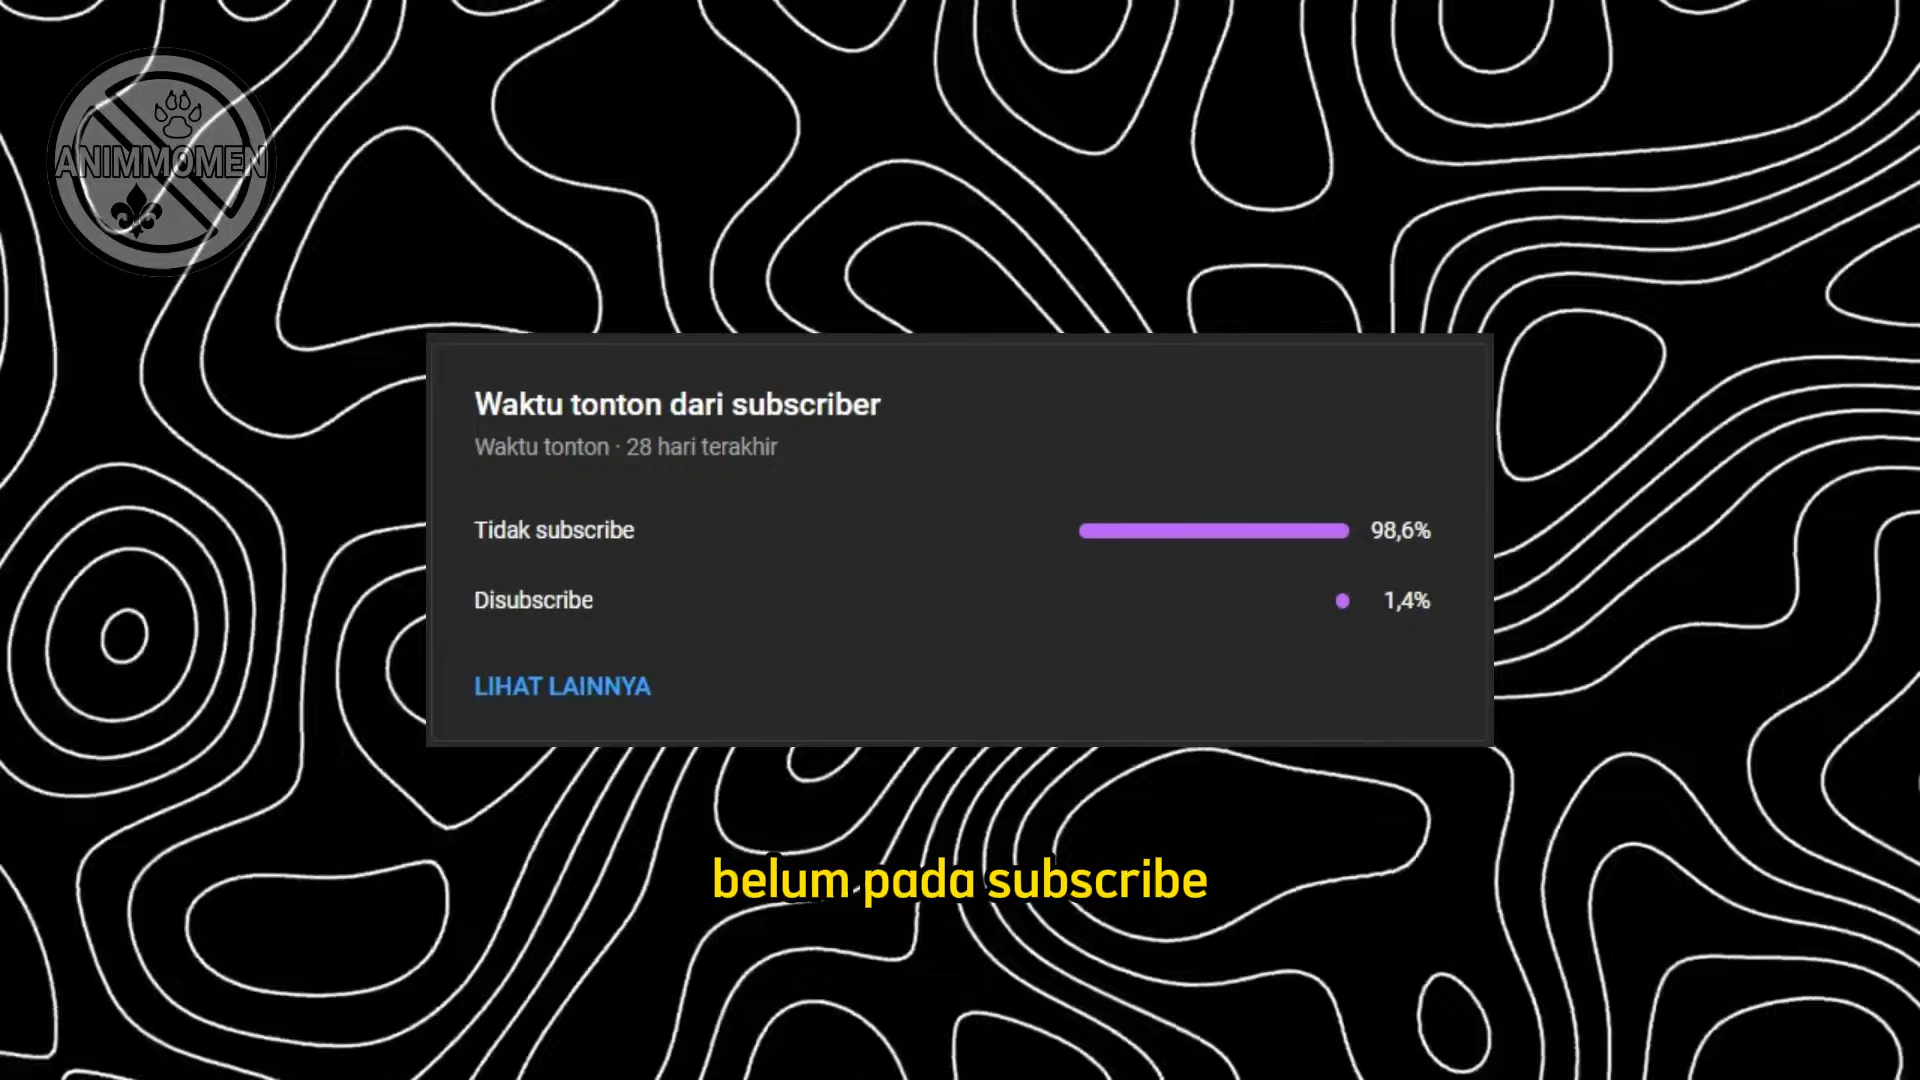 ANIMMOMEN
Waktu tonton dari subscriber
Waktu tonton · 28 hari terakhir
Tidak subscribe 98,6%
Disubscribe 1,4%
LIHAT LAINNYA
belum pada subscribe